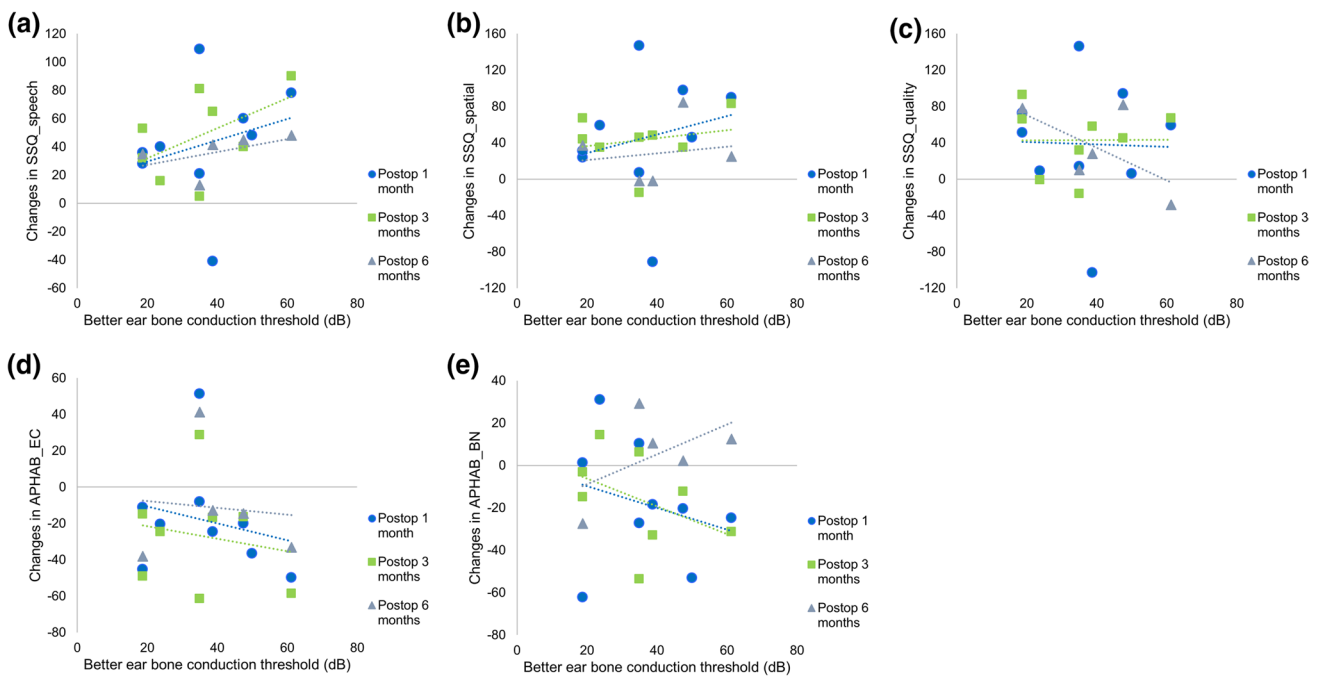 (a)
120
100
80
60
40
20
0
-20
-40
-60
0 20 40 60 80
Changes in SSQ_speech
Better ear bone conduction threshold (dB)
Postop 1
month
Postop 3
months
Postop 6
months
(b)
160
120
80
40
0
-40
-80
-120
0 20 40 60 80
Changes in SSQ_spatial
Better ear bone conduction threshold (dB)
Postop 1
month
Postop 3
months
Postop 6
months
(c)
160
120
80
40
0
-40
-80
-120
0 20 40 60 80
Changes in SSQ_quality
Better ear bone conduction threshold (dB)
Postop 1
month
Postop 3
months
Postop 6
months
(d)
60
40
20
0
-20
-40
-60
-80
0 20 40 60 80
Changes in APHAB_EC
Better ear bone conduction threshold (dB)
Postop 1
month
Postop 3
months
Postop 6
months
(e)
40
20
0
-20
-40
-60
-80
0 20 40 60 80
Changes in APHAB_BN
Better ear bone conduction threshold (dB)
Postop 1
month
Postop 3
months
Postop 6
months